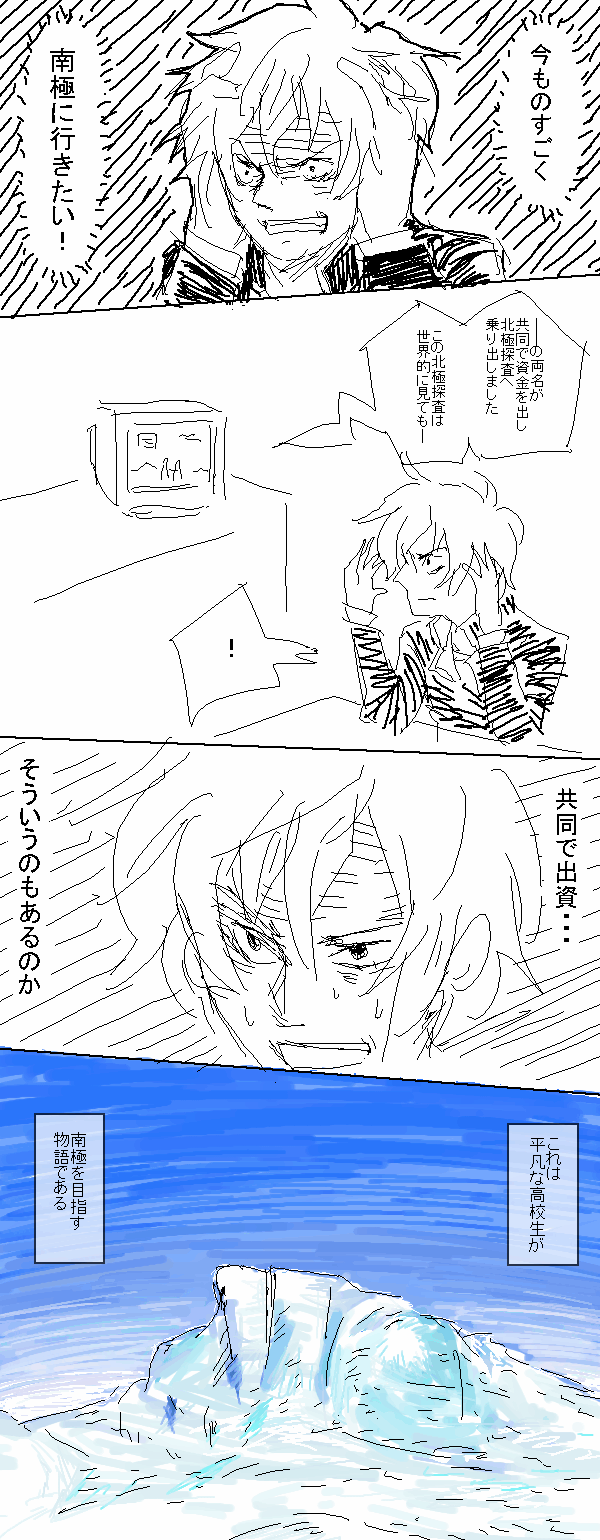 今ものすごく
南極に行きたい！
―の両名が
共同で資金を出し
北極探査へ
乗り出しました
この北極探査は
世界的に見ても―
！
共同で出資・・・
そういうのもあるのか
これは
平凡な高校生が
南極を目指す
物語である